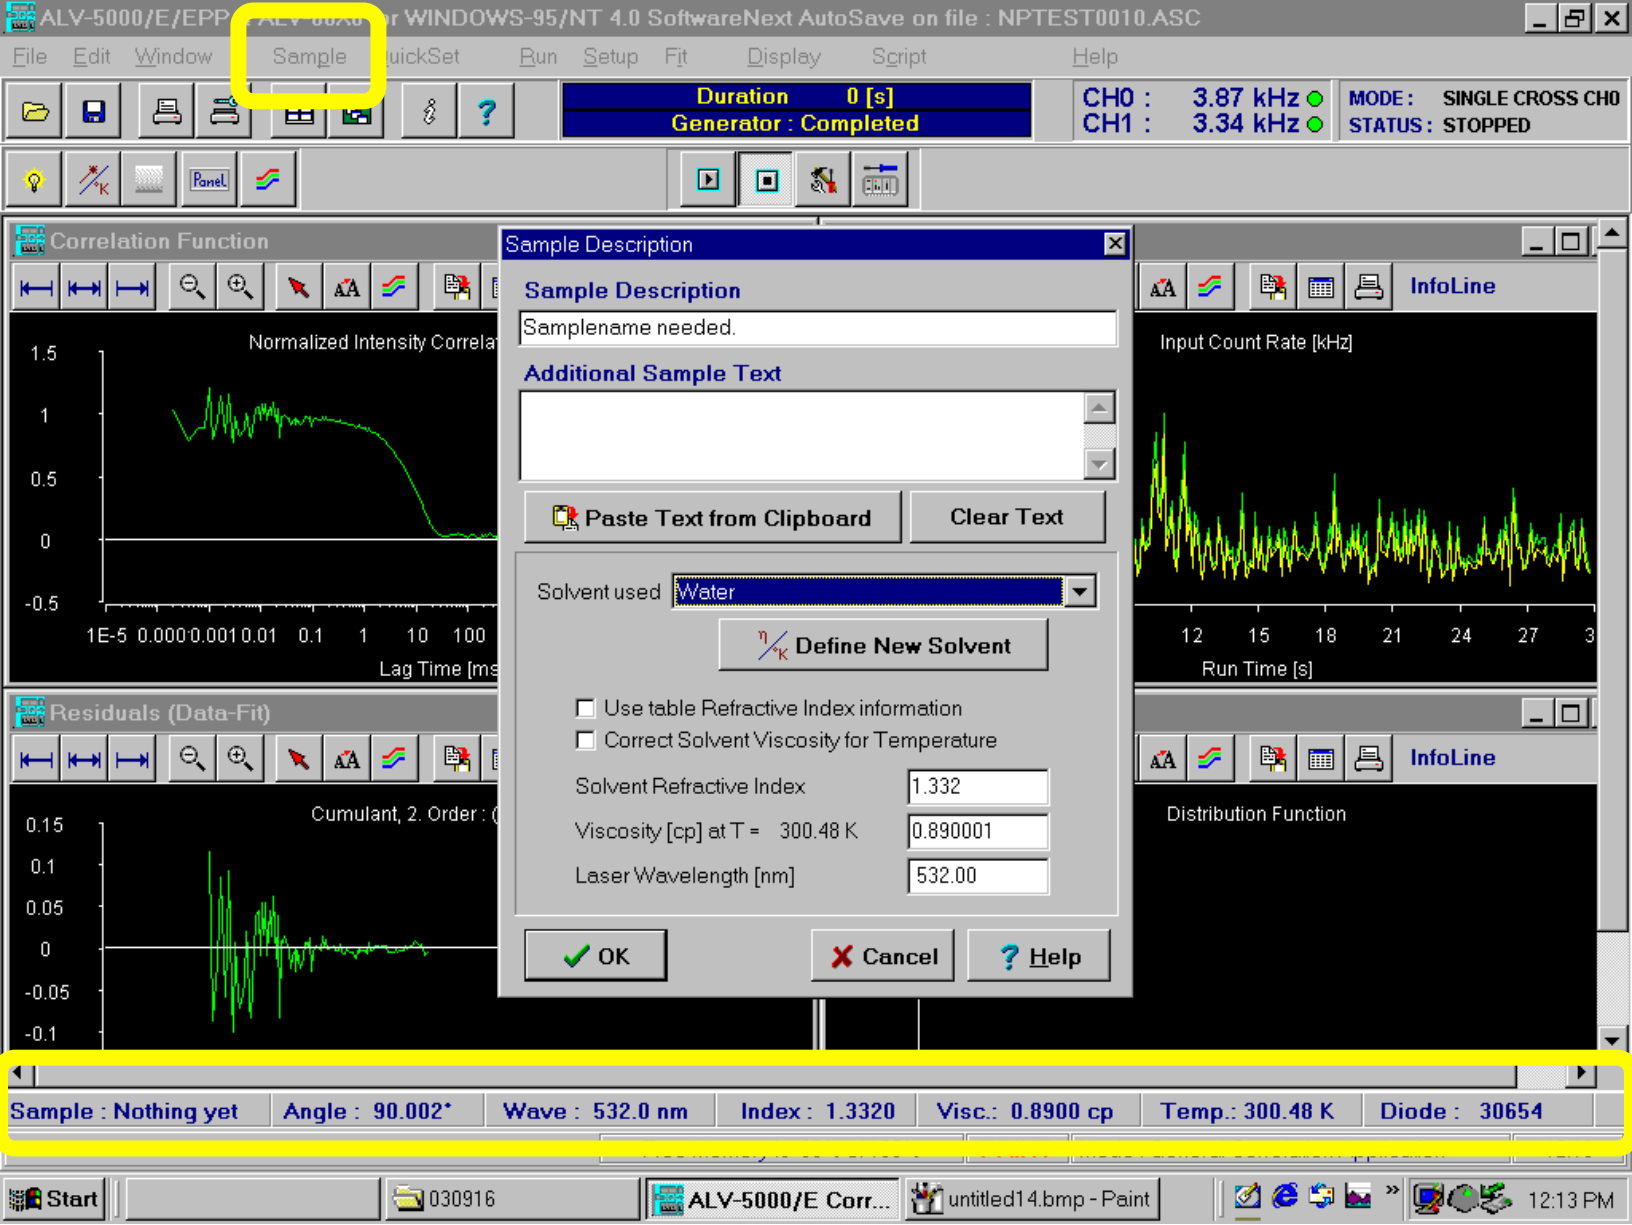 ALV-5000/E/EPP
for WINDOWS-95/NT 4.0 SoftwareNext AutoSave on file : NPTEST0010.ASC
File Edit Window Sample QuickSet Run Setup Fit Display Script Help
Duration 0 [s]
Generator : Completed
CH0 : 3.87 kHz
CH1 : 3.34 kHz
MODE : SINGLE CROSS CH0
STATUS : STOPPED
Panel
Correlation Function
InfoLine
Normalized Intensity Correla
1.5
1
0.5
0
-0.5
1E-5 0.000 0.001 0.01 0.1 1 10 100
Lag Time [ms
Sample Description
Sample Description
Samplename needed.
Additional Sample Text
Paste Text from Clipboard
Clear Text
Solvent used Water
η/°K Define New Solvent
Use table Refractive Index information
Correct Solvent Viscosity for Temperature
Solvent Refractive Index 1.332
Viscosity [cp] at T = 300.48 K 0.890001
Laser Wavelength [nm] 532.00
OK Cancel Help
Input Count Rate [kHz]
12 15 18 21 24 27 3
Run Time [s]
Residuals (Data-Fit)
InfoLine
Cumulant, 2. Order : (
0.15
0.1
0.05
0
-0.05
-0.1
Distribution Function
Sample : Nothing yet Angle : 90.002° Wave : 532.0 nm Index : 1.3320 Visc.: 0.8900 cp Temp.: 300.48 K Diode : 30654
Start 030916 ALV-5000/E Corr... untitled14.bmp - Paint » 12:13 PM